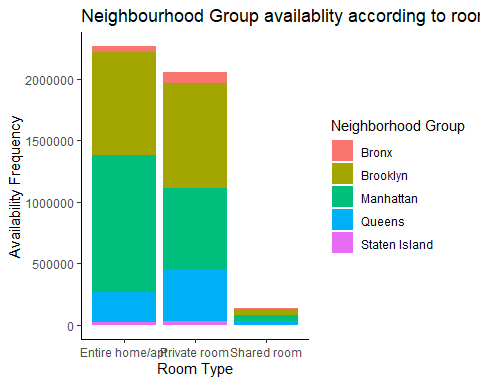 Neighbourhood Group availablity according to roor
Availability Frequency
2000000
1500000
1000000
500000
0
Entire home/apt Private room Shared room
Room Type
Neighborhood Group
Bronx
Brooklyn
Manhattan
Queens
Staten Island